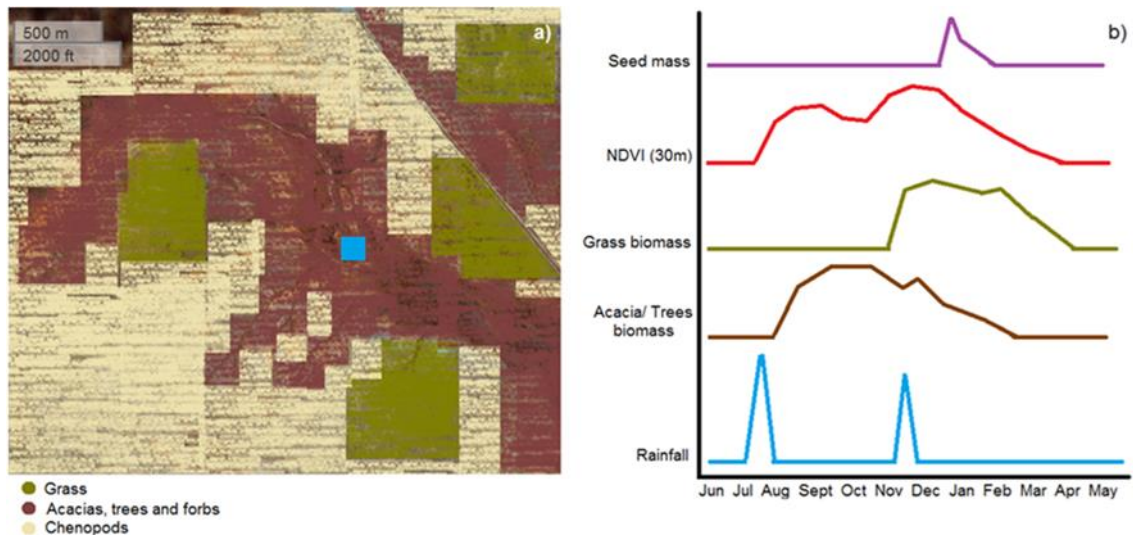 500 m
2000 ft
a)
Grass
Acacias, trees and forbs
Chenopods
b)
Seed mass
NDVI (30m)
Grass biomass
Acacia/ Trees
biomass
Rainfall
Jun Jul Aug Sept Oct Nov Dec Jan Feb Mar Apr May